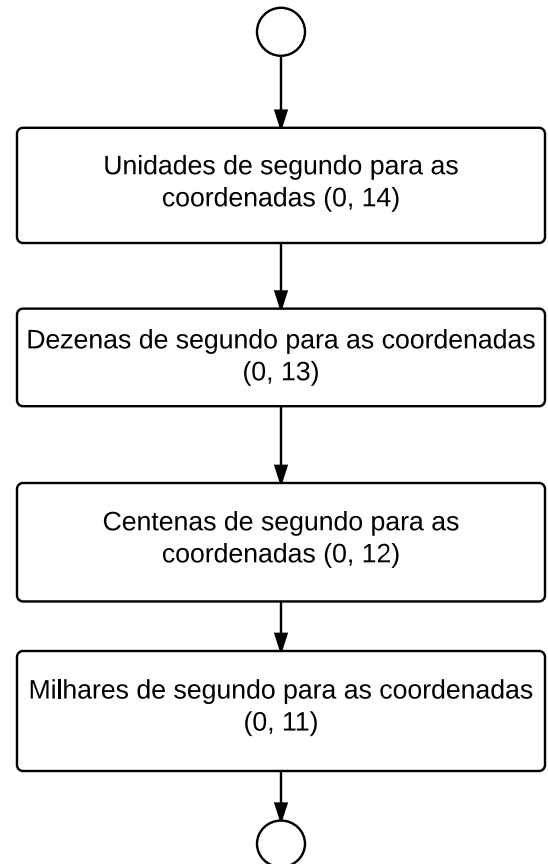 Unidades de segundo para as
coordenadas (0, 14)
Dezenas de segundo para as coordenadas
(0, 13)
Centenas de segundo para as
coordenadas (0, 12)
Milhares de segundo para as coordenadas
(0, 11)